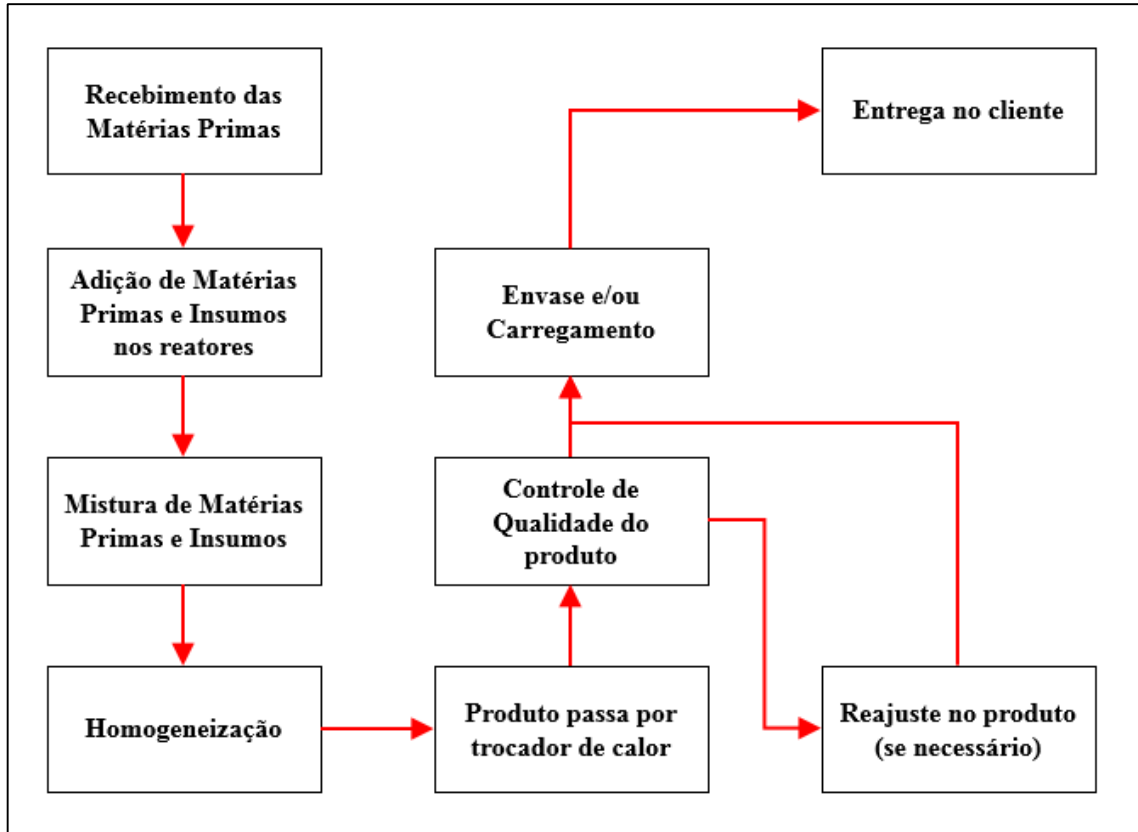 Recebimento das
Matérias Primas
Adição de Matérias
Primas e Insumos
nos reatores
Mistura de Matérias
Primas e Insumos
Homogeneização
Produto passa por
trocador de calor
Controle de
Qualidade do
produto
Reajuste no produto
(se necessário)
Envase e/ou
Carregamento
Entrega no cliente